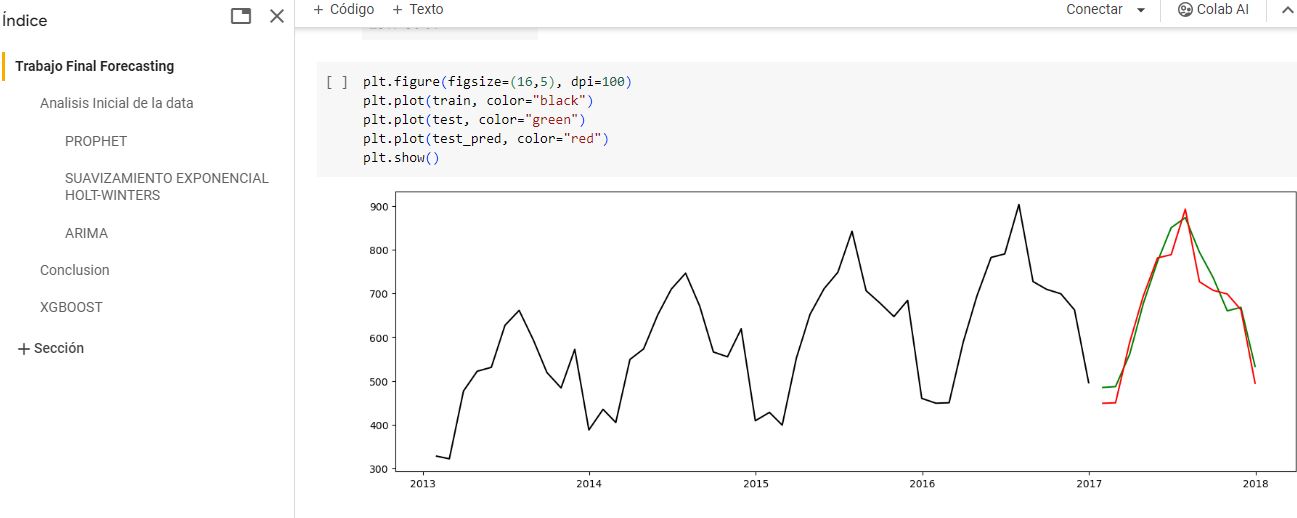 Índice
Trabajo Final Forecasting
Analisis Inicial de la data
PROPHET
SUAVIZAMIENTO EXPONENCIAL
HOLT-WINTERS
ARIMA
Conclusion
XGBOOST
+ Sección
+ Código + Texto
Conectar
Colab AI
[ ] plt.figure(figsize=(16,5), dpi=100)
plt.plot(train, color="black")
plt.plot(test, color="green")
plt.plot(test_pred, color="red")
plt.show()
900
800
700
600
500
400
300
2013 2014 2015 2016 2017 2018